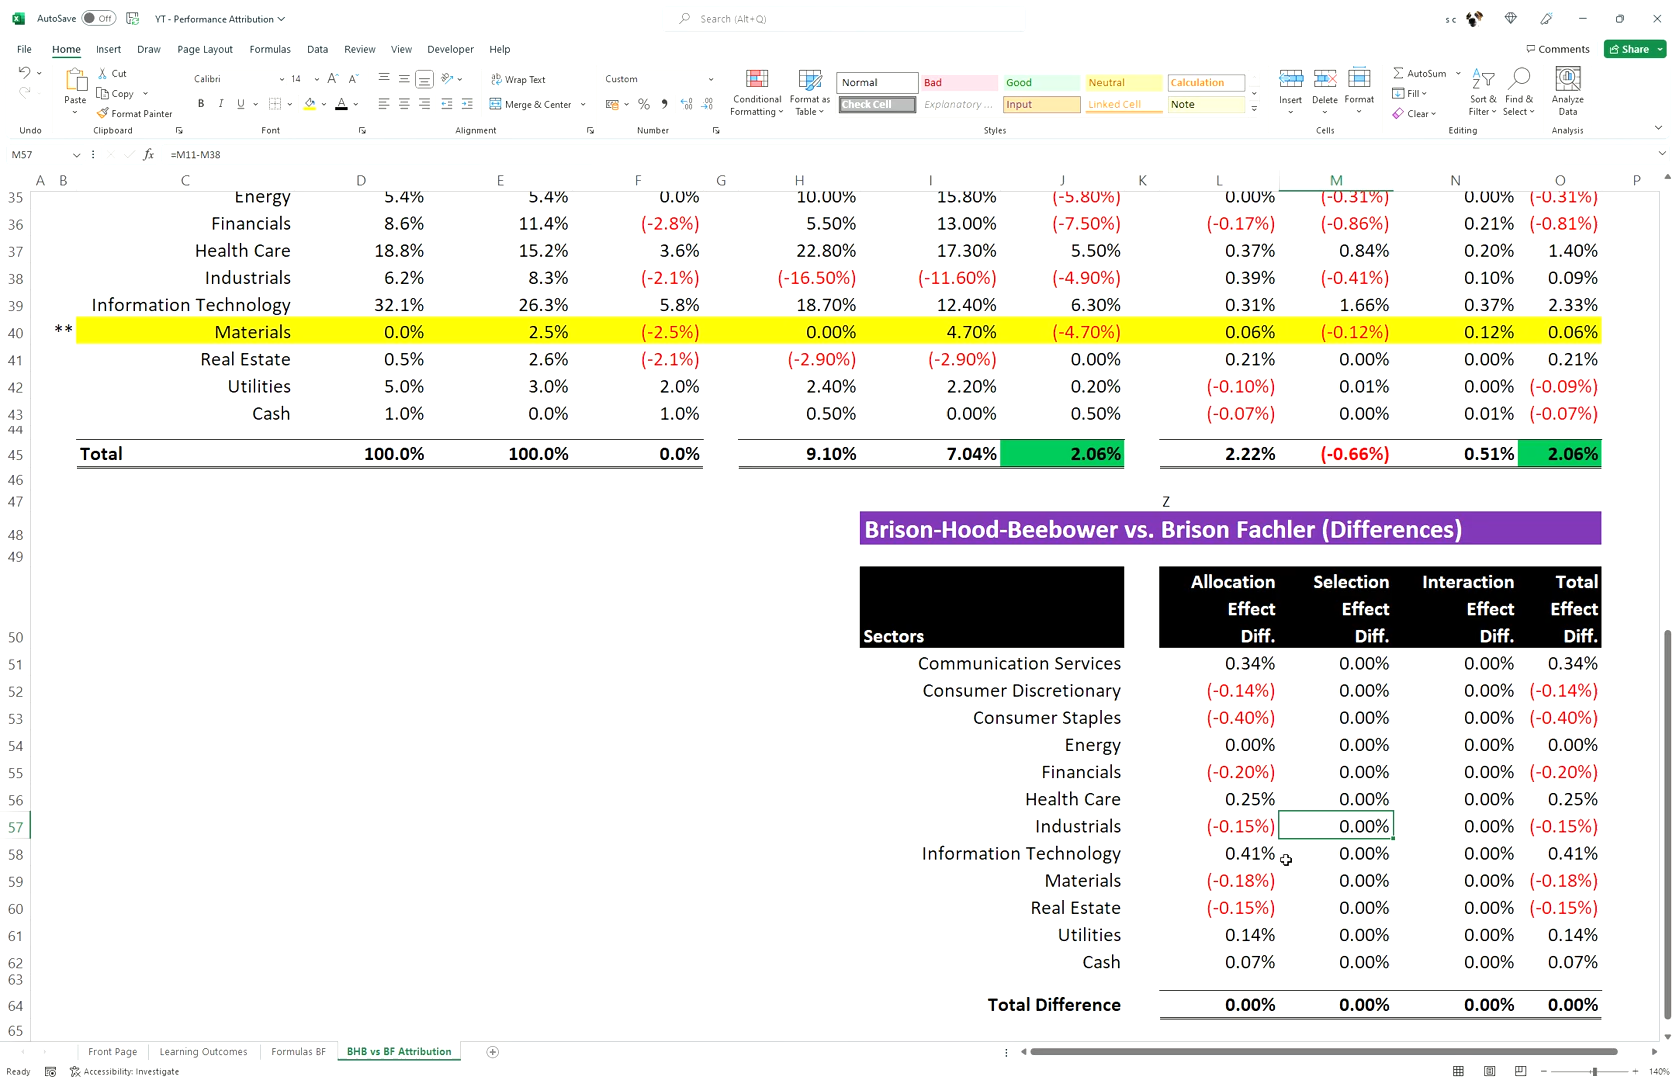 AutoSave Off YT - Performance Attribution Search (Alt+Q) s c
File Home Insert Draw Page Layout Formulas Data Review View Developer Help Comments Share
Undo
Paste Cut Copy Format Painter Clipboard
Calibri 14 B I U Font
Wrap Text Merge & Center Alignment
Custom Number
Conditional Formatting Format as Table Normal Bad Good Neutral Calculation
Check Cell Explanatory ... Input Linked Cell Note Styles
Insert Delete Format Cells
AutoSum Fill Clear Sort & Filter Find & Select Editing
Analyze Data Analysis
M57 fx =M11-M38
A B C D E F G H I J K L M N O P
35 Energy 5.4% 5.4% 0.0% 10.00% 15.80% (-5.80%) 0.00% (-0.31%) 0.00% (-0.31%)
36 Financials 8.6% 11.4% (-2.8%) 5.50% 13.00% (-7.50%) (-0.17%) (-0.86%) 0.21% (-0.81%)
37 Health Care 18.8% 15.2% 3.6% 22.80% 17.30% 5.50% 0.37% 0.84% 0.20% 1.40%
38 Industrials 6.2% 8.3% (-2.1%) (-16.50%) (-11.60%) (-4.90%) 0.39% (-0.41%) 0.10% 0.09%
39 Information Technology 32.1% 26.3% 5.8% 18.70% 12.40% 6.30% 0.31% 1.66% 0.37% 2.33%
40 ** Materials 0.0% 2.5% (-2.5%) 0.00% 4.70% (-4.70%) 0.06% (-0.12%) 0.12% 0.06%
41 Real Estate 0.5% 2.6% (-2.1%) (-2.90%) (-2.90%) 0.00% 0.21% 0.00% 0.00% 0.21%
42 Utilities 5.0% 3.0% 2.0% 2.40% 2.20% 0.20% (-0.10%) 0.01% 0.00% (-0.09%)
43 Cash 1.0% 0.0% 1.0% 0.50% 0.00% 0.50% (-0.07%) 0.00% 0.01% (-0.07%)
44
45 Total 100.0% 100.0% 0.0% 9.10% 7.04% 2.06% 2.22% (-0.66%) 0.51% 2.06%
46
47 Z
48 Brison-Hood-Beebower vs. Brison Fachler (Differences)
49
Allocation Selection Interaction Total
Effect Effect Effect Effect
50 Sectors Diff. Diff. Diff. Diff.
51 Communication Services 0.34% 0.00% 0.00% 0.34%
52 Consumer Discretionary (-0.14%) 0.00% 0.00% (-0.14%)
53 Consumer Staples (-0.40%) 0.00% 0.00% (-0.40%)
54 Energy 0.00% 0.00% 0.00% 0.00%
55 Financials (-0.20%) 0.00% 0.00% (-0.20%)
56 Health Care 0.25% 0.00% 0.00% 0.25%
57 Industrials (-0.15%) 0.00% 0.00% (-0.15%)
58 Information Technology 0.41% 0.00% 0.00% 0.41%
59 Materials (-0.18%) 0.00% 0.00% (-0.18%)
60 Real Estate (-0.15%) 0.00% 0.00% (-0.15%)
61 Utilities 0.14% 0.00% 0.00% 0.14%
62 Cash 0.07% 0.00% 0.00% 0.07%
63
64 Total Difference 0.00% 0.00% 0.00% 0.00%
65
Front Page Learning Outcomes Formulas BF BHB vs BF Attribution
Ready Accessibility: Investigate 140%